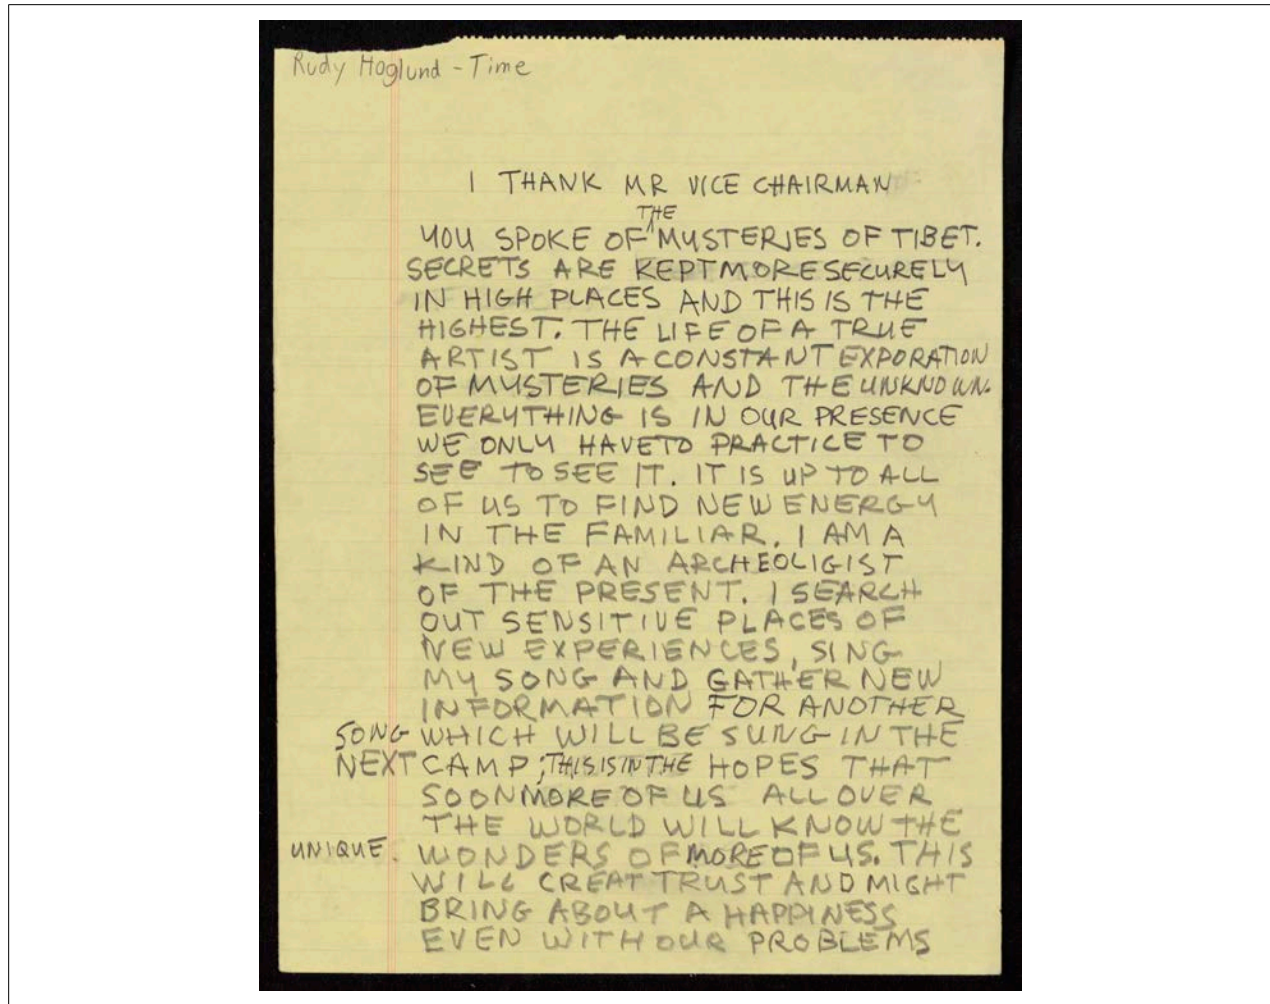 Rudy Hoglund - Time
I THANK MR VICE CHAIRMAN
THE
YOU SPOKE OF MYSTERIES OF TIBET.
SECRETS ARE KEPT MORE SECURELY
IN HIGH PLACES AND THIS IS THE
HIGHEST. THE LIFE OF A TRUE
ARTIST IS A CONSTANT EXPORATION
OF MYSTERIES AND THE UNKNOWN.
EVERYTHING IS IN OUR PRESENCE
WE ONLY HAVE TO PRACTICE TO
SEE TO SEE IT. IT IS UP TO ALL
OF US TO FIND NEW ENERGY
IN THE FAMILIAR. I AM A
KIND OF AN ARCHEOLIGIST
OF THE PRESENT. I SEARCH
OUT SENSITIVE PLACES OF
NEW EXPERIENCES, SING
MY SONG AND GATHER NEW
INFORMATION FOR ANOTHER
SONG WHICH WILL BE SUNG IN THE
NEXT CAMP; THIS IS IN THE HOPES THAT
SOON MORE OF US ALL OVER
THE WORLD WILL KNOW THE
UNIQUE. WONDERS OF MORE OF US. THIS
WILL CREAT TRUST AND MIGHT
BRING ABOUT A HAPPINESS
EVEN WITH OUR PROBLEMS